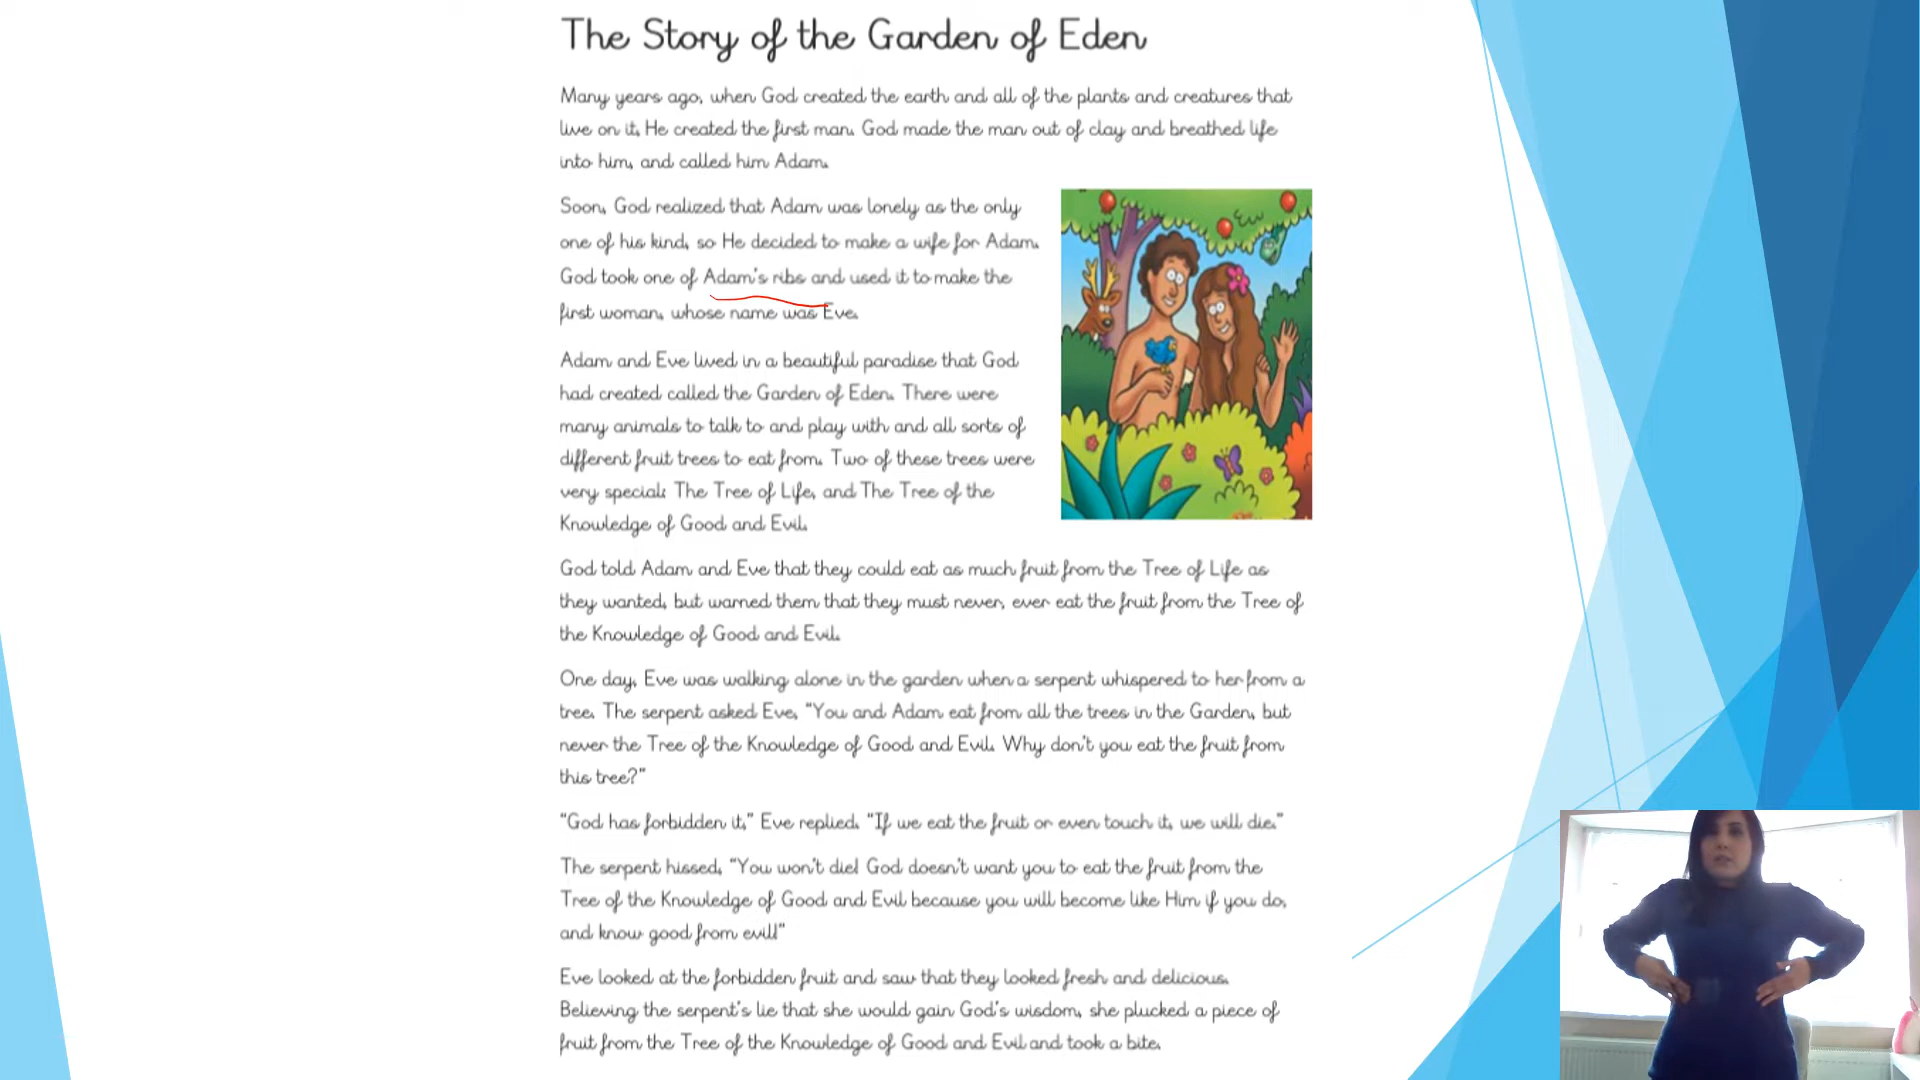 The Story of the Garden of Eden
Many years ago, when God created the earth and all of the plants and creatures that
live on it, He created the first man. God made the man out of clay and breathed life
into him, and called him Adam.
Soon, God realized that Adam was lonely as the only
one of his kind, so He decided to make a wife for Adam.
God took one of Adam's ribs and used it to make the
first woman, whose name was Eve.
Adam and Eve lived in a beautiful paradise that God
had created called the Garden of Eden. There were
many animals to talk to and play with and all sorts of
different fruit trees to eat from. Two of these trees were
very special: The Tree of Life, and The Tree of the
Knowledge of Good and Evil.
God told Adam and Eve that they could eat as much fruit from the Tree of Life as
they wanted, but warned them that they must never, ever eat the fruit from the Tree of
the Knowledge of Good and Evil.
One day, Eve was walking alone in the garden when a serpent whispered to her from a
tree. The serpent asked Eve, "You and Adam eat from all the trees in the Garden, but
never the Tree of the Knowledge of Good and Evil. Why don't you eat the fruit from
this tree?"
"God has forbidden it," Eve replied. "If we eat the fruit or even touch it, we will die."
The serpent hissed, "You won't die! God doesn't want you to eat the fruit from the
Tree of the Knowledge of Good and Evil because you will become like Him if you do,
and know good from evil!"
Eve looked at the forbidden fruit and saw that they looked fresh and delicious.
Believing the serpent's lie that she would gain God's wisdom, she plucked a piece of
fruit from the Tree of the Knowledge of Good and Evil and took a bite.